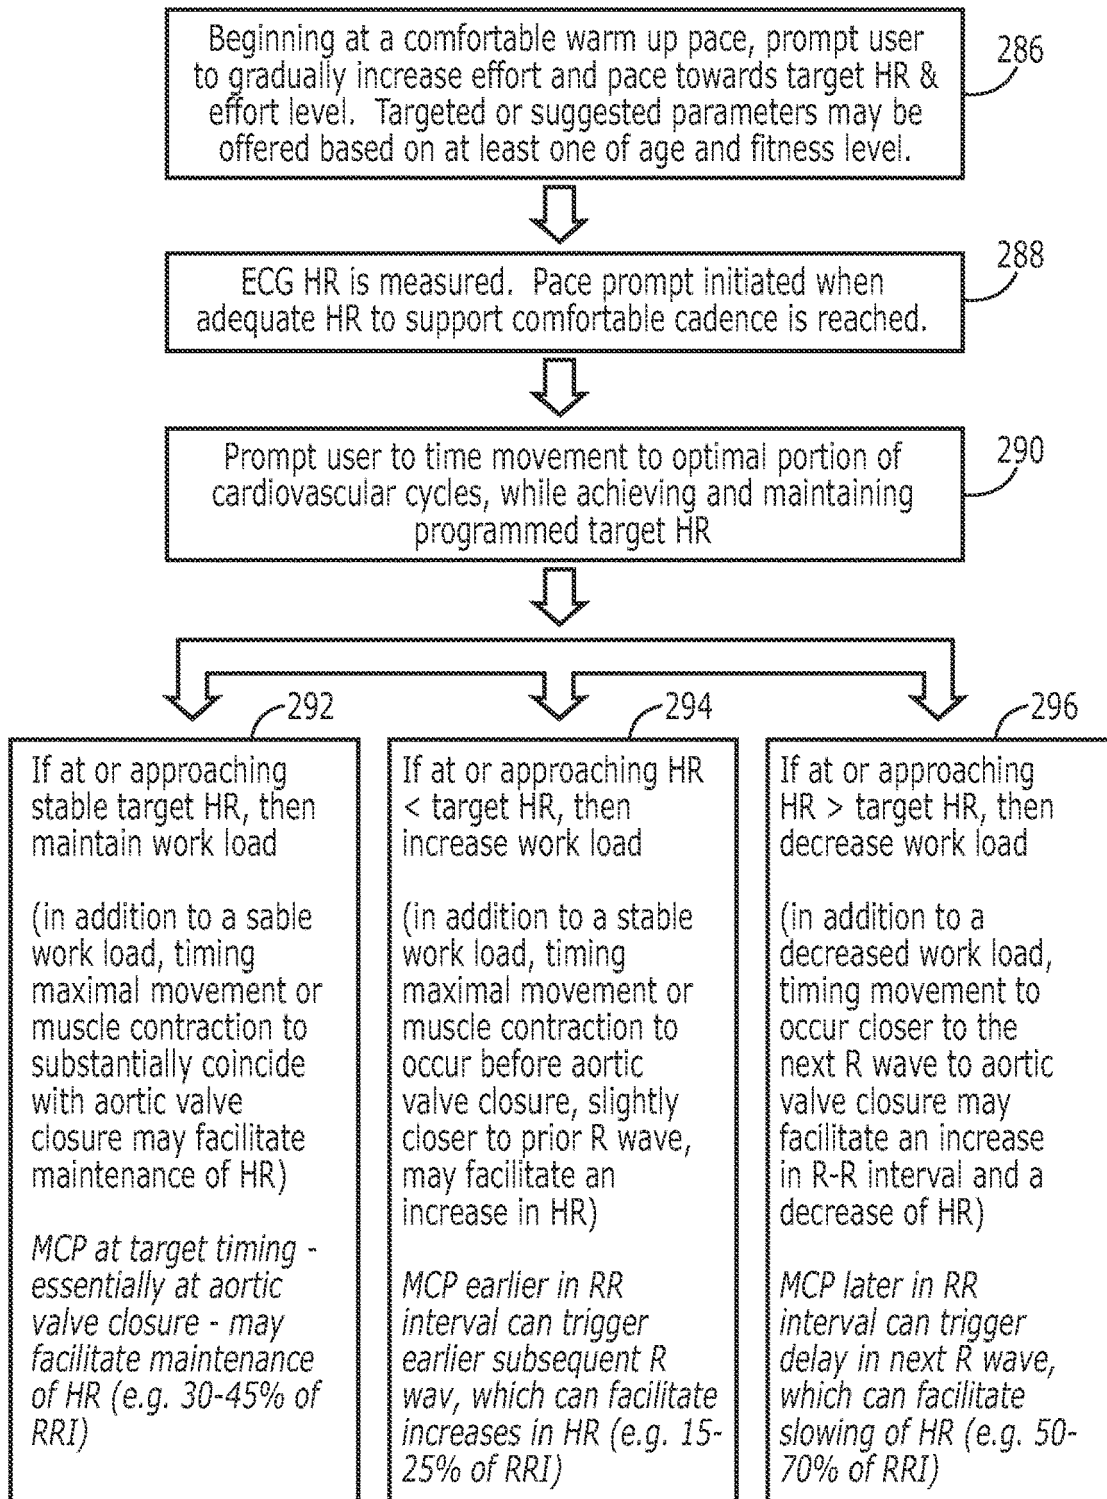 Beginning at a comfortable warm up pace, prompt user
to gradually increase effort and pace towards target HR &
effort level. Targeted or suggested parameters may be
offered based on at least one of age and fitness level.
286
ECG HR is measured. Pace prompt initiated when
adequate HR to support comfortable cadence is reached.
288
Prompt user to time movement to optimal portion of
cardiovascular cycles, while achieving and maintaining
programmed target HR
290
292
If at or approaching
stable target HR, then
maintain work load
(in addition to a sable
work load, timing
maximal movement or
muscle contraction to
substantially coincide
with aortic valve
closure may facilitate
maintenance of HR)
MCP at target timing -
essentially at aortic
valve closure - may
facilitate maintenance
of HR (e.g. 30-45% of
RRI)
294
If at or approaching HR
< target HR, then
increase work load
(in addition to a stable
work load, timing
maximal movement or
muscle contraction to
occur before aortic
valve closure, slightly
closer to prior R wave,
may facilitate an
increase in HR)
MCP earlier in RR
interval can trigger
earlier subsequent R
wav, which can facilitate
increases in HR (e.g. 15-
25% of RRI)
296
If at or approaching
HR > target HR, then
decrease work load
(in addition to a
decreased work load,
timing movement to
occur closer to the
next R wave to aortic
valve closure may
facilitate an increase
in R-R interval and a
decrease of HR)
MCP later in RR
interval can trigger
delay in next R wave,
which can facilitate
slowing of HR (e.g. 50-
70% of RRI)